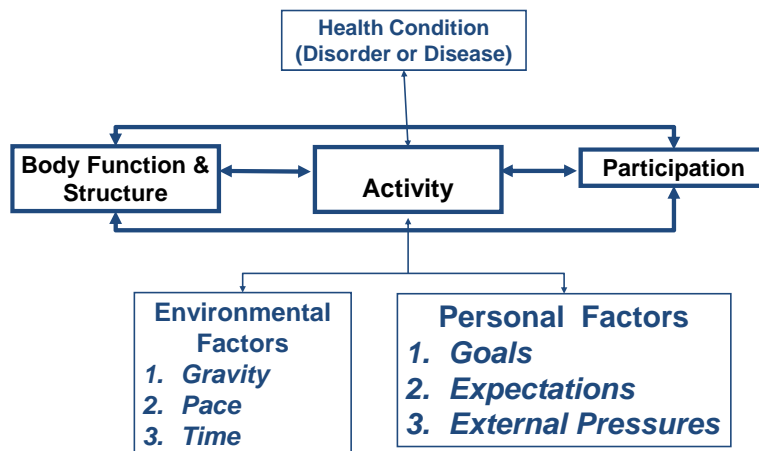 Health Condition
(Disorder or Disease)
Body Function &
Structure
Activity
Participation
Environmental
Factors
1. Gravity
2. Pace
3. Time
Personal Factors
1. Goals
2. Expectations
3. External Pressures